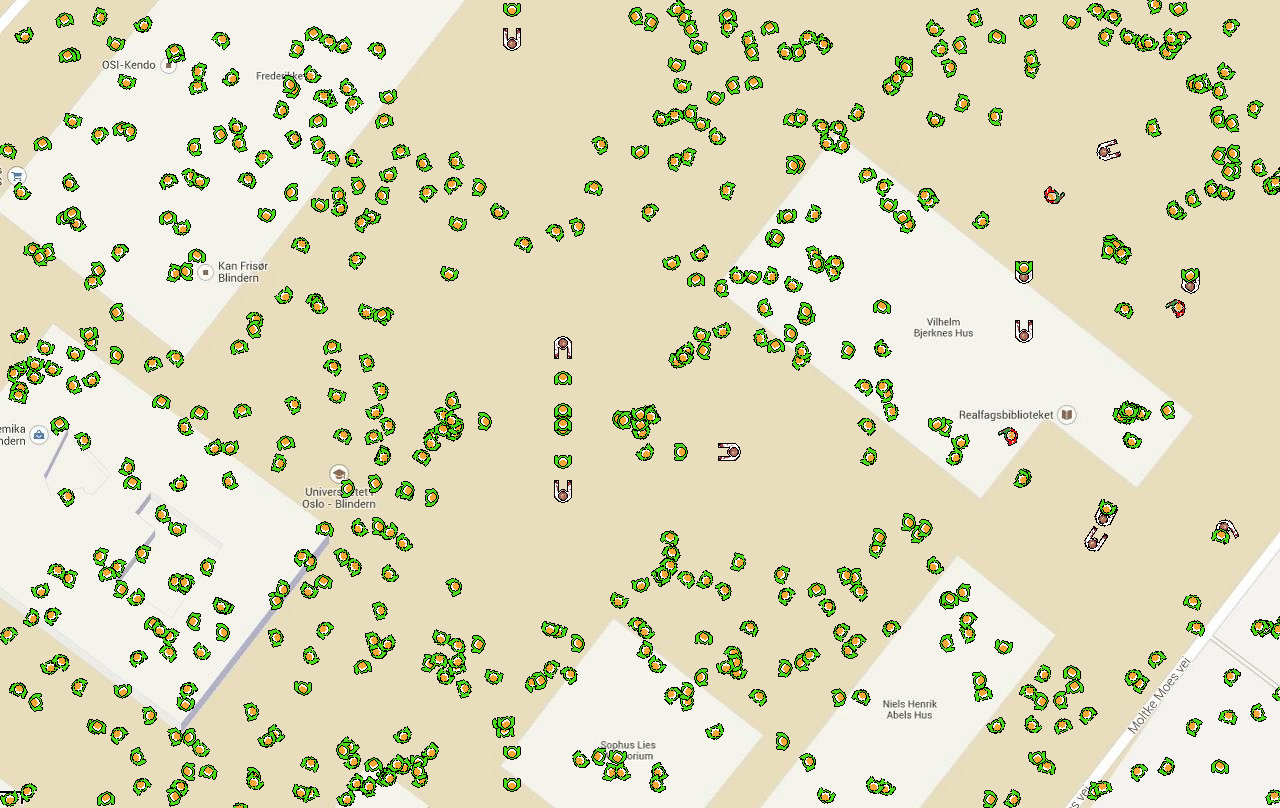 OSI-Kendo
Kan Frisør
Blindern
Vilhelm
Bjerknes Hus
Realfagsbiblioteket
Oslo - Blindern
Niels Henrik
Abels Hus
Sophus Lies
Moltke Moes vei